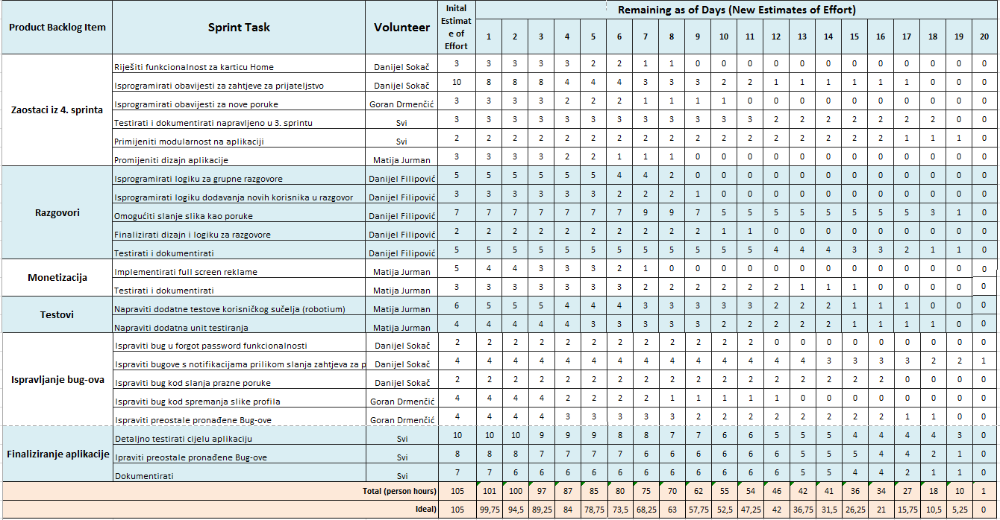 Product Backlog Item Sprint Task Volunteer Inital Estimat e of Effort Remaining as of Days (New Estimates of Effort)
1 2 3 4 5 6 7 8 9 10 11 12 13 14 15 16 17 18 19 20
Zaostaci iz 4. sprinta
Riješiti funkcionalnost za karticu Home Danijel Sokač 3 3 3 3 3 2 2 1 1 0 0 0 0 0 0 0 0 0 0 0 0
Isprogramirati obavijesti za zahtjeve za prijateljstvo Danijel Sokač 10 8 8 8 4 4 4 3 3 3 2 2 1 1 1 1 1 1 0 0 0
Isprogramirati obavijesti za nove poruke Goran Drmenčić 3 3 3 3 2 2 2 1 1 1 1 0 0 0 0 0 0 0 0 0 0
Testirati i dokumentirati napravljeno u 3. sprintu Svi 3 3 3 3 3 3 3 3 3 3 3 3 2 2 2 2 2 2 2 0 0
Primijeniti modularnost na aplikaciji Svi 2 2 2 2 2 2 2 2 2 2 2 2 2 2 2 2 2 1 1 1 0
Promijeniti dizajn aplikacije Matija Jurman 3 3 3 3 2 2 1 1 1 0 0 0 0 0 0 0 0 0 0 0 0
Razgovori
Isprogramirati logiku za grupne razgovore Danijel Filipović 5 5 5 5 5 5 4 4 2 0 0 0 0 0 0 0 0 0 0 0 0
Isprogramirati logiku dodavanja novih korisnika u razgovor Danijel Filipović 3 3 3 3 3 3 2 2 2 1 0 0 0 0 0 0 0 0 0 0 0
Omogućiti slanje slika kao poruke Danijel Filipović 7 7 7 7 7 7 7 9 9 7 5 5 5 5 5 5 5 5 3 1 0
Finalizirati dizajn i logiku za razgovore Danijel Filipović 2 2 2 2 2 2 2 2 2 2 1 1 0 0 0 0 0 0 0 0 0
Testirati i dokumentirati Danijel Filipović 5 5 5 5 5 5 5 5 5 5 5 5 4 4 4 3 3 2 1 1 0
Monetizacija
Implementirati full screen reklame Matija Jurman 5 4 4 3 3 3 2 1 0 0 0 0 0 0 0 0 0 0 0 0 0
Testirati i dokumentirati Matija Jurman 3 3 3 3 3 3 3 2 2 2 2 2 2 1 1 1 0 0 0 0 0
Testovi
Napraviti dodatne testove korisničkog sučelja (robotium) Matija Jurman 6 5 5 5 4 4 4 3 3 3 3 3 2 2 2 1 1 1 0 0 0
Napraviti dodatna unit testiranja Matija Jurman 4 4 4 4 4 3 3 3 3 3 2 2 2 2 2 1 1 1 1 0 0
Ispravljanje bug-ova
Ispraviti bug u forgot password funkcionalnosti Danijel Sokač 2 2 2 2 2 2 2 2 2 2 2 2 0 0 0 0 0 0 0 0 0
Ispraviti bugove s notifikacijama prilikom slanja zahtjeva za p Danijel Sokač 4 4 4 4 4 4 4 4 4 4 4 4 4 4 3 3 3 3 2 2 1
Ispraviti bug kod slanja prazne poruke Danijel Sokač 2 2 2 2 2 2 2 2 2 2 2 2 2 2 2 2 2 0 0 0 0
Ispraviti bug kod spremanja slike profila Goran Drmenčić 4 4 4 4 2 2 2 2 1 1 1 1 1 0 0 0 0 0 0 0 0
Ispraviti preostale pronađene Bug-ove Goran Drmenčić 4 4 4 4 3 3 3 3 3 2 2 2 2 2 2 2 2 1 1 0 0
Finaliziranje aplikacije
Detaljno testirati cijelu aplikaciju Svi 10 10 10 9 9 9 8 8 7 7 6 6 5 5 5 4 4 4 4 3 0
Ipraviti preostale pronađene Bug-ove Svi 8 8 8 7 7 7 7 6 6 6 6 6 6 5 5 5 4 4 2 1 0
Dokumentirati Svi 7 7 6 6 6 6 6 6 6 6 6 6 6 5 5 4 4 2 1 1 0
Total (person hours) 105 101 100 97 87 85 80 75 70 62 55 54 46 42 41 36 34 27 18 10 1
Ideal) 105 99,75 94,5 89,25 84 78,75 73,5 68,25 63 57,75 52,5 47,25 42 36,75 31,5 26,25 21 15,75 10,5 5,25 0